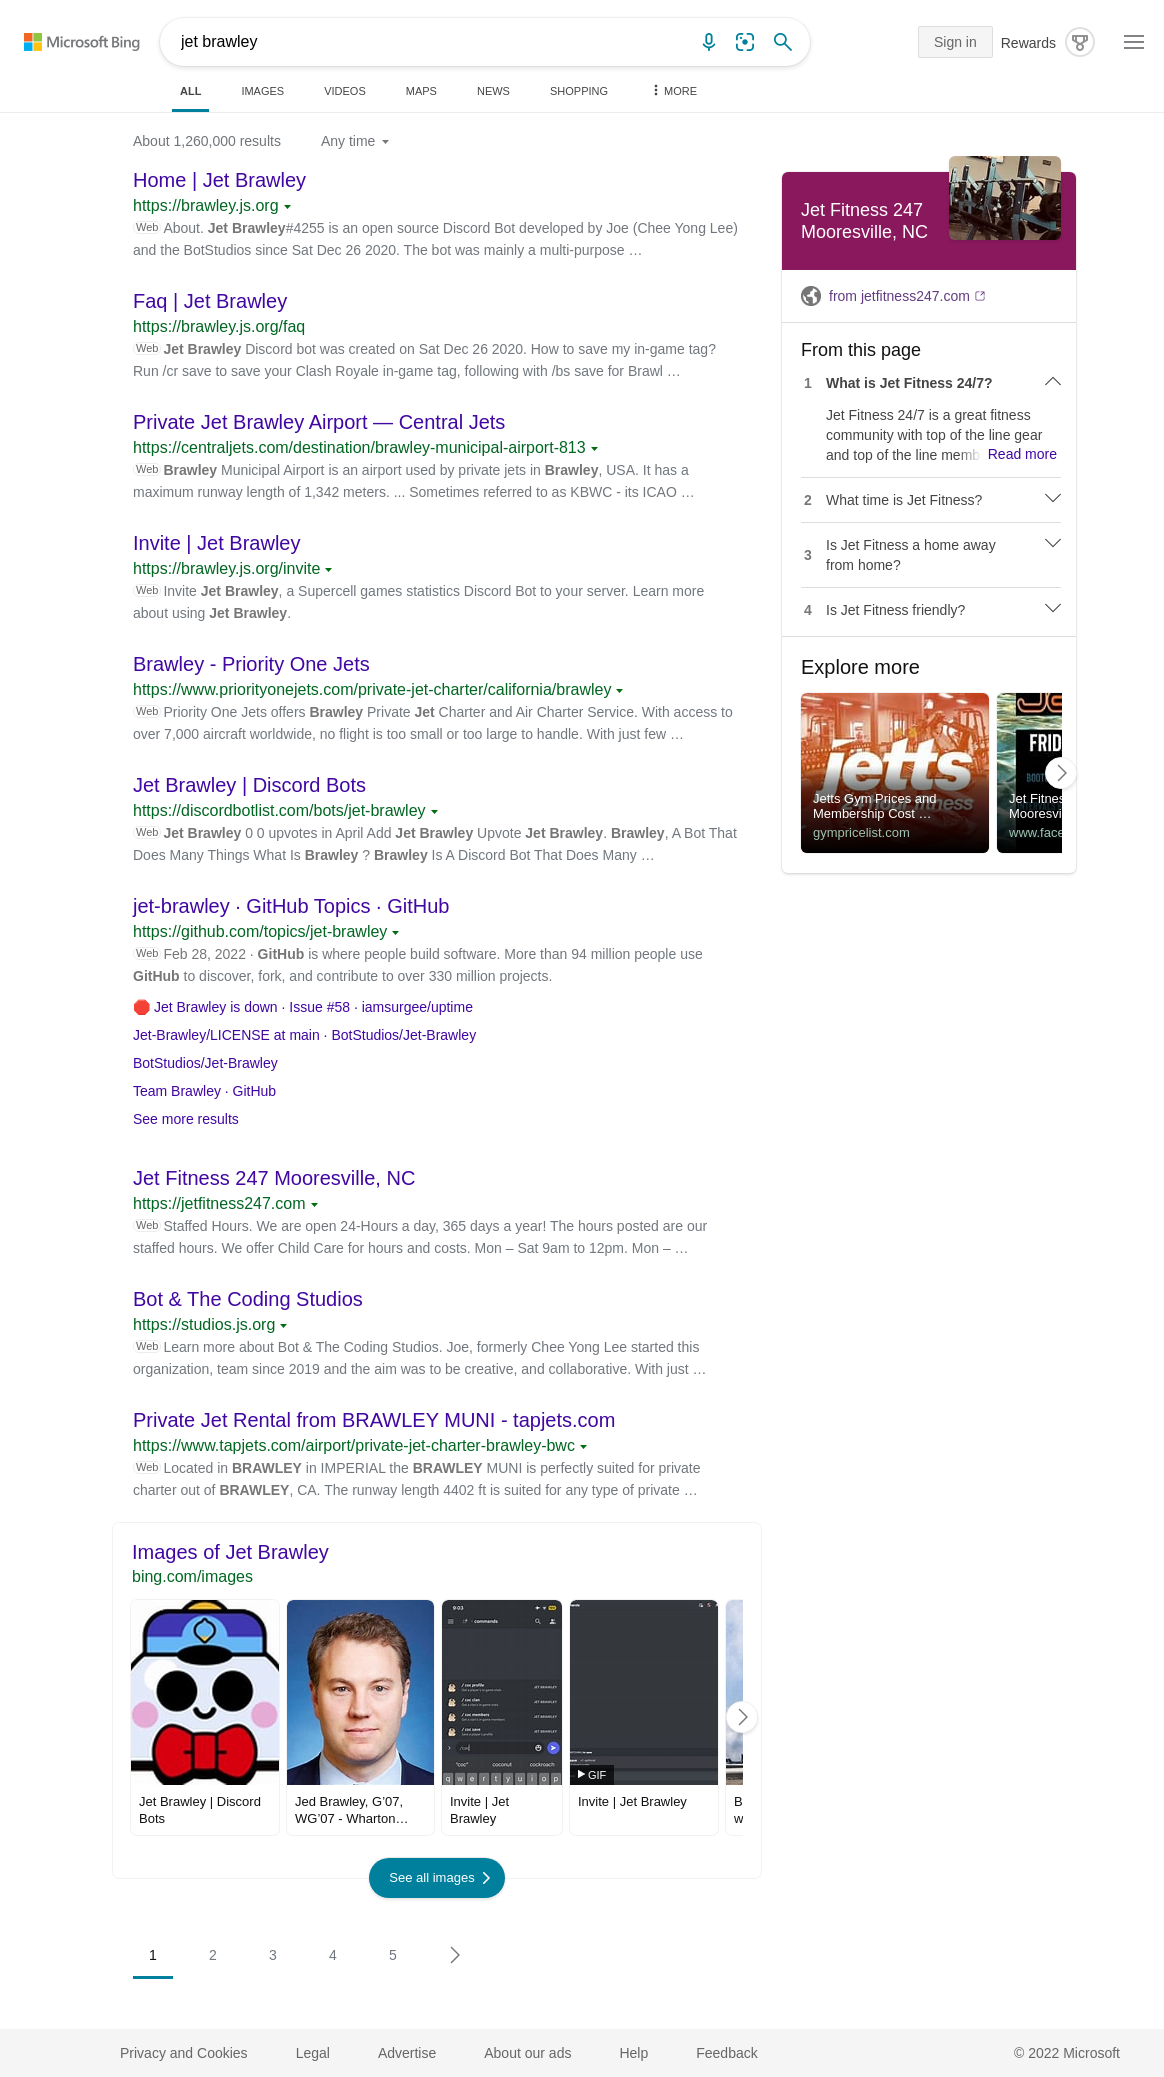 Microsoft Bing
jet brawley
Sign in
Rewards
ALL
IMAGES
VIDEOS
MAPS
NEWS
SHOPPING
MORE
About 1,260,000 results
Any time
Home | Jet Brawley
https://brawley.js.org
Web About. Jet Brawley#4255 is an open source Discord Bot developed by Joe (Chee Yong Lee)
and the BotStudios since Sat Dec 26 2020. The bot was mainly a multi-purpose …
Faq | Jet Brawley
https://brawley.js.org/faq
Web Jet Brawley Discord bot was created on Sat Dec 26 2020. How to save my in-game tag?
Run /cr save to save your Clash Royale in-game tag, following with /bs save for Brawl …
Private Jet Brawley Airport — Central Jets
https://centraljets.com/destination/brawley-municipal-airport-813
Web Brawley Municipal Airport is an airport used by private jets in Brawley, USA. It has a
maximum runway length of 1,342 meters. ... Sometimes referred to as KBWC - its ICAO …
Invite | Jet Brawley
https://brawley.js.org/invite
Web Invite Jet Brawley, a Supercell games statistics Discord Bot to your server. Learn more
about using Jet Brawley.
Brawley - Priority One Jets
https://www.priorityonejets.com/private-jet-charter/california/brawley
Web Priority One Jets offers Brawley Private Jet Charter and Air Charter Service. With access to
over 7,000 aircraft worldwide, no flight is too small or too large to handle. With just few …
Jet Brawley | Discord Bots
https://discordbotlist.com/bots/jet-brawley
Web Jet Brawley 0 0 upvotes in April Add Jet Brawley Upvote Jet Brawley. Brawley, A Bot That
Does Many Things What Is Brawley ? Brawley Is A Discord Bot That Does Many …
jet-brawley · GitHub Topics · GitHub
https://github.com/topics/jet-brawley
Web Feb 28, 2022 · GitHub is where people build software. More than 94 million people use
GitHub to discover, fork, and contribute to over 330 million projects.
🛑 Jet Brawley is down · Issue #58 · iamsurgee/uptime
Jet-Brawley/LICENSE at main · BotStudios/Jet-Brawley
BotStudios/Jet-Brawley
Team Brawley · GitHub
See more results
Jet Fitness 247 Mooresville, NC
https://jetfitness247.com
Web Staffed Hours. We are open 24-Hours a day, 365 days a year! The hours posted are our
staffed hours. We offer Child Care for hours and costs. Mon – Sat 9am to 12pm. Mon – …
Bot & The Coding Studios
https://studios.js.org
Web Learn more about Bot & The Coding Studios. Joe, formerly Chee Yong Lee started this
organization, team since 2019 and the aim was to be creative, and collaborative. With just …
Private Jet Rental from BRAWLEY MUNI - tapjets.com
https://www.tapjets.com/airport/private-jet-charter-brawley-bwc
Web Located in BRAWLEY in IMPERIAL the BRAWLEY MUNI is perfectly suited for private
charter out of BRAWLEY, CA. The runway length 4402 ft is suited for any type of private …
Images of Jet Brawley
bing.com/images
9:03
commands
/ coc profile
JET BRAWLEY
/ coc clan
JET BRAWLEY
/ coc members
JET BRAWLEY
/ coc save
JET BRAWLEY
/coc
"coc"
coconut
cockroach
q w e r t y u i o p
GIF
Jet Brawley | Discord
Bots
Jed Brawley, G'07,
WG'07 - Wharton…
Invite | Jet
Brawley
Invite | Jet Brawley
B
w
See all images
1
2
3
4
5
Jet Fitness 247
Mooresville, NC
from jetfitness247.com
From this page
1 What is Jet Fitness 24/7?
Jet Fitness 24/7 is a great fitness
community with top of the line gear
and top of the line memb Read more
2 What time is Jet Fitness?
3 Is Jet Fitness a home away
from home?
4 Is Jet Fitness friendly?
Explore more
jetts
24 hour fitness
Jetts Gym Prices and
Membership Cost …
gympricelist.com
FRID
BOOT
Jet Fitnes
Mooresvi
www.face
Privacy and Cookies
Legal
Advertise
About our ads
Help
Feedback
© 2022 Microsoft